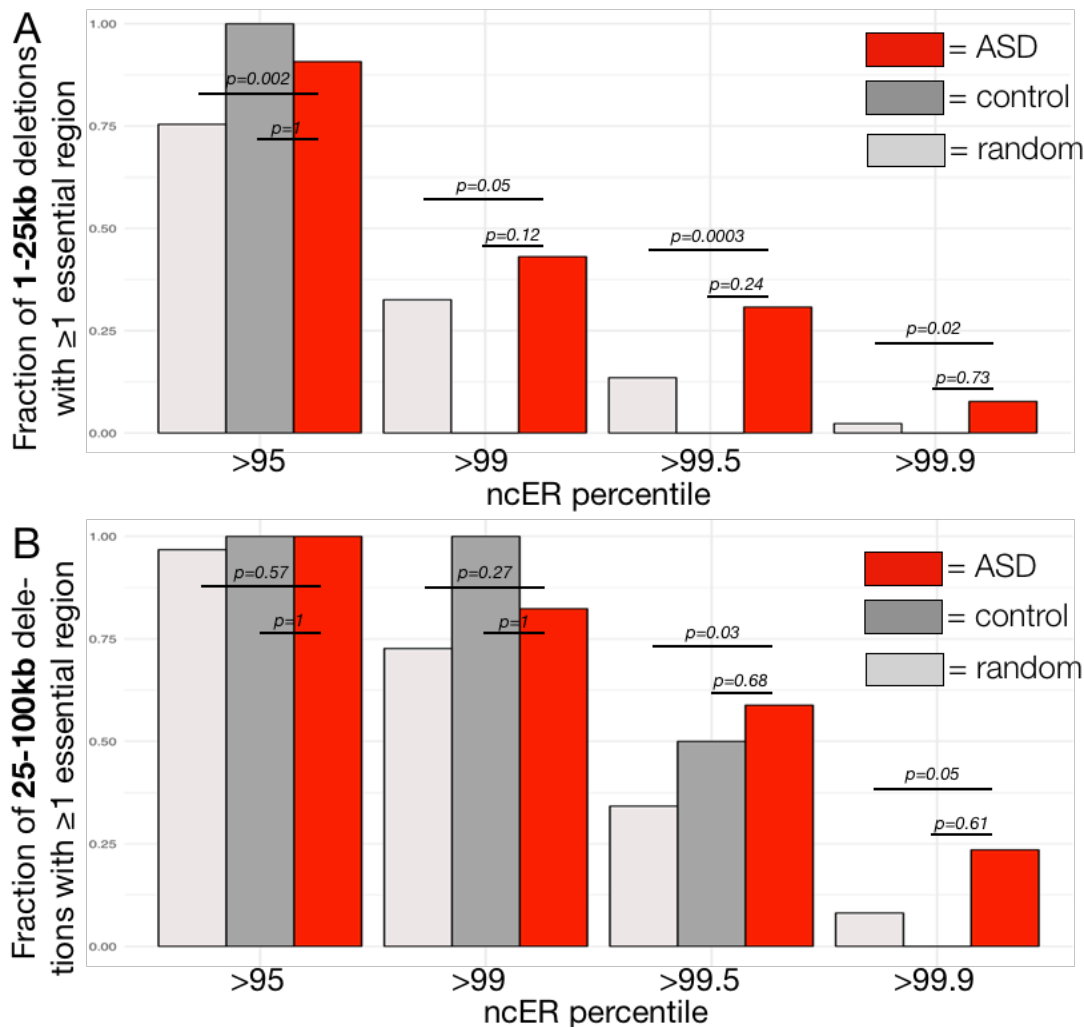 A
Fraction of 1-25kb deletions
with ≥1 essential region
1.00
0.75
0.50
0.25
0.00
p=0.002
p=1
p=0.05
p=0.12
p=0.0003
p=0.24
p=0.02
p=0.73
= ASD
= control
= random
>95
>99
>99.5
>99.9
ncER percentile
B
Fraction of 25-100kb dele-
tions with ≥1 essential region
1.00
0.75
0.50
0.25
0.00
p=0.57
p=1
p=0.27
p=1
p=0.03
p=0.68
p=0.05
p=0.61
= ASD
= control
= random
>95
>99
>99.5
>99.9
ncER percentile